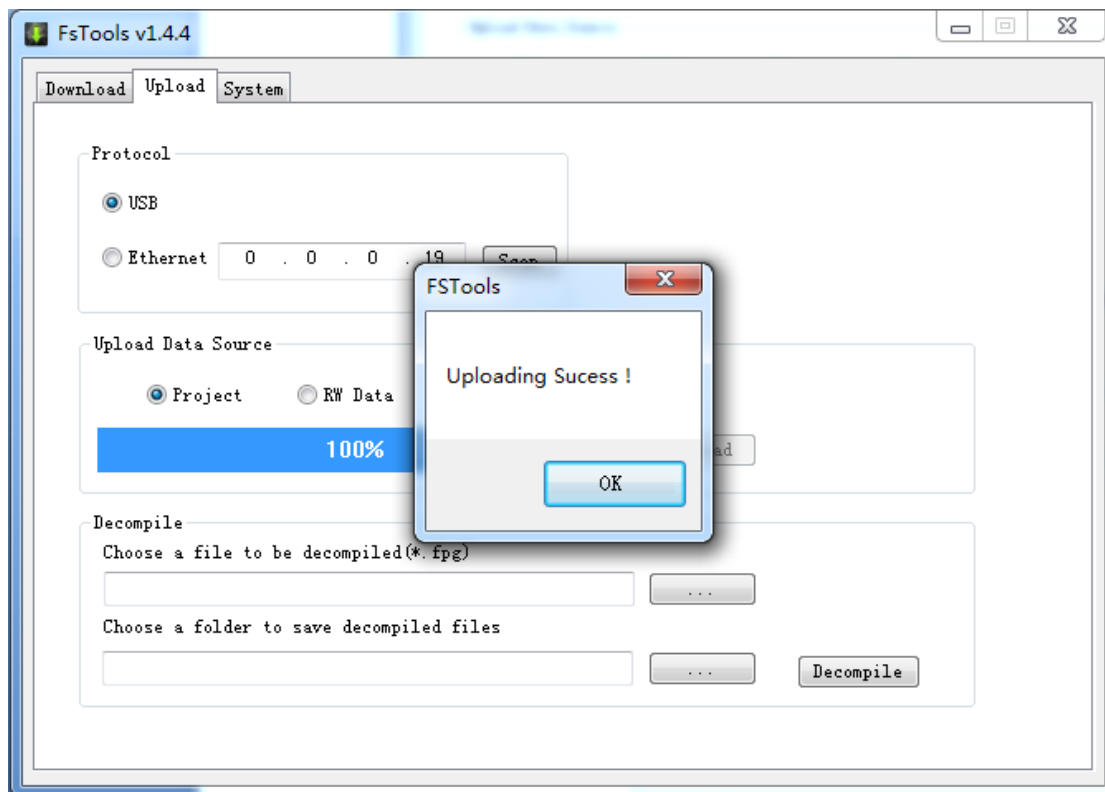 FsTools v1.4.4
Download Upload System
Protocol
USB
Ethernet 0 . 0 . 0 . 19
FSTools
Uploading Sucess !
OK
Upload Data Source
Project RW Data
100%
ad
Decompile
Choose a file to be decompiled(*.fpg)
...
Choose a folder to save decompiled files
...
Decompile